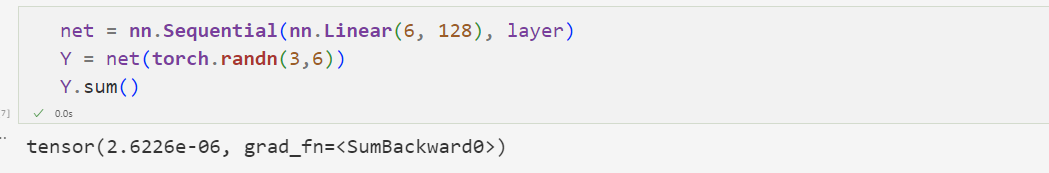 net = nn.Sequential(nn.Linear(6, 128), layer)
Y = net(torch.randn(3,6))
Y.sum()
7] ✓ 0.0s
..
tensor(2.6226e-06, grad_fn=<SumBackward0>)